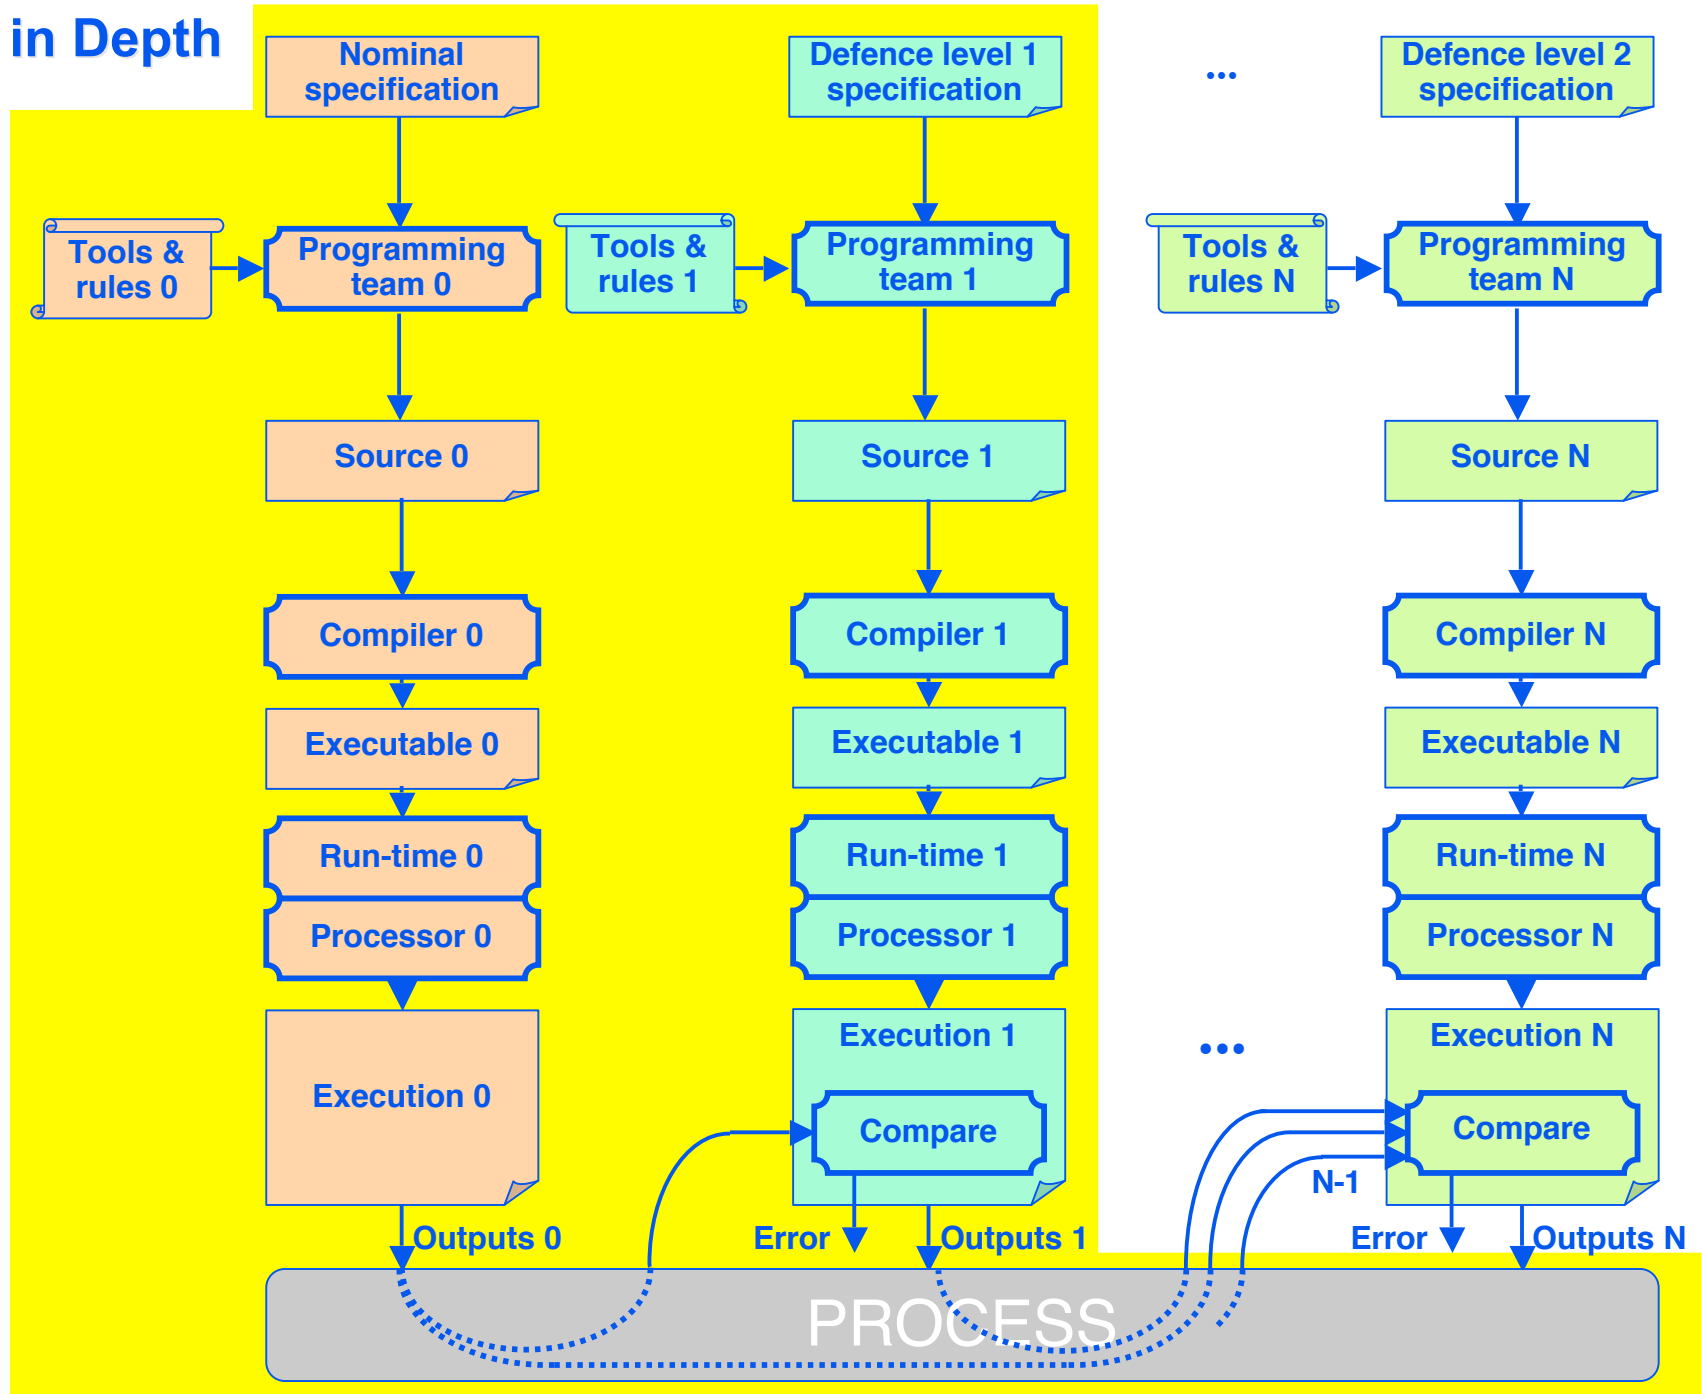 in Depth
Nominal
specification
Defence level 1
specification
...
Defence level 2
specification
Tools &
rules 0
Programming
team 0
Tools &
rules 1
Programming
team 1
Tools &
rules N
Programming
team N
Source 0
Source 1
Source N
Compiler 0
Compiler 1
Compiler N
Executable 0
Executable 1
Executable N
Run-time 0
Run-time 1
Run-time N
Processor 0
Processor 1
Processor N
Execution 0
Execution 1
...
Execution N
Compare
Compare
N-1
Outputs 0
Error
Outputs 1
Error
Outputs N
PROCESS